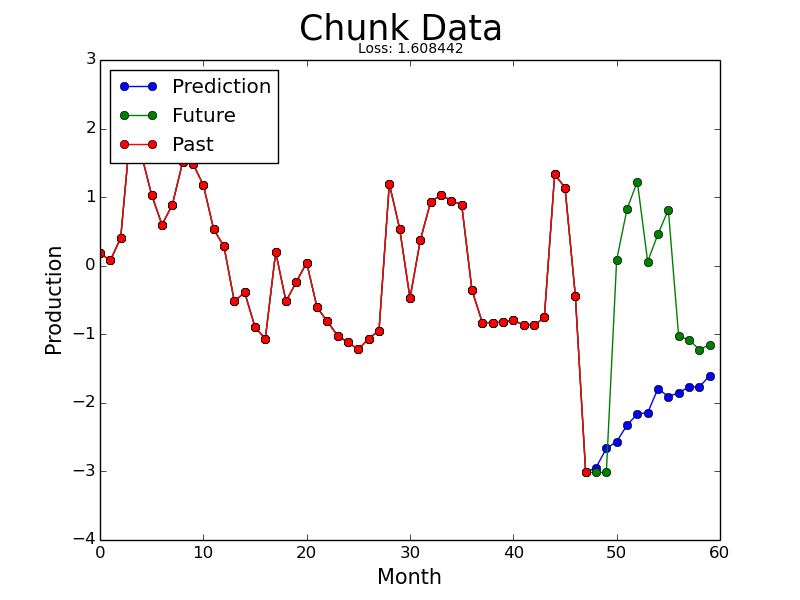 Chunk Data
Loss: 1.608442
3
2
1
0
−1
−2
−3
−4
Prediction
Future
Past
Production
0 10 20 30 40 50 60
Month